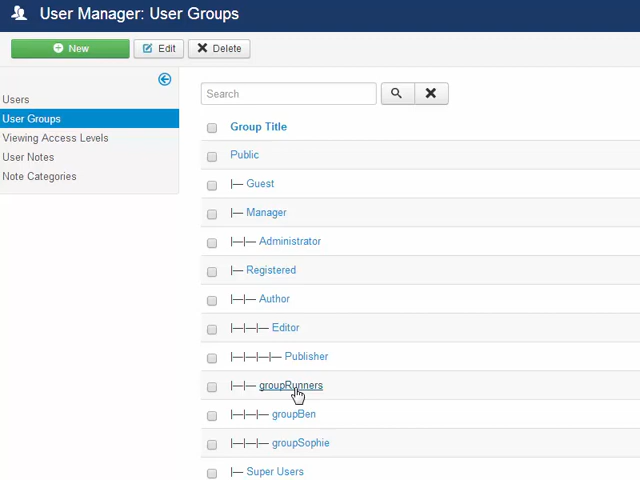 User Manager: User Groups
New Edit Delete
Search
Users
User Groups
Viewing Access Levels
User Notes
Note Categories
Group Title
Public
|— Guest
|— Manager
|—|— Administrator
|— Registered
|—|— Author
|—|—|— Editor
|—|—|—|— Publisher
|—|— groupRunners
|—|—|— groupBen
|—|—|— groupSophie
|— Super Users